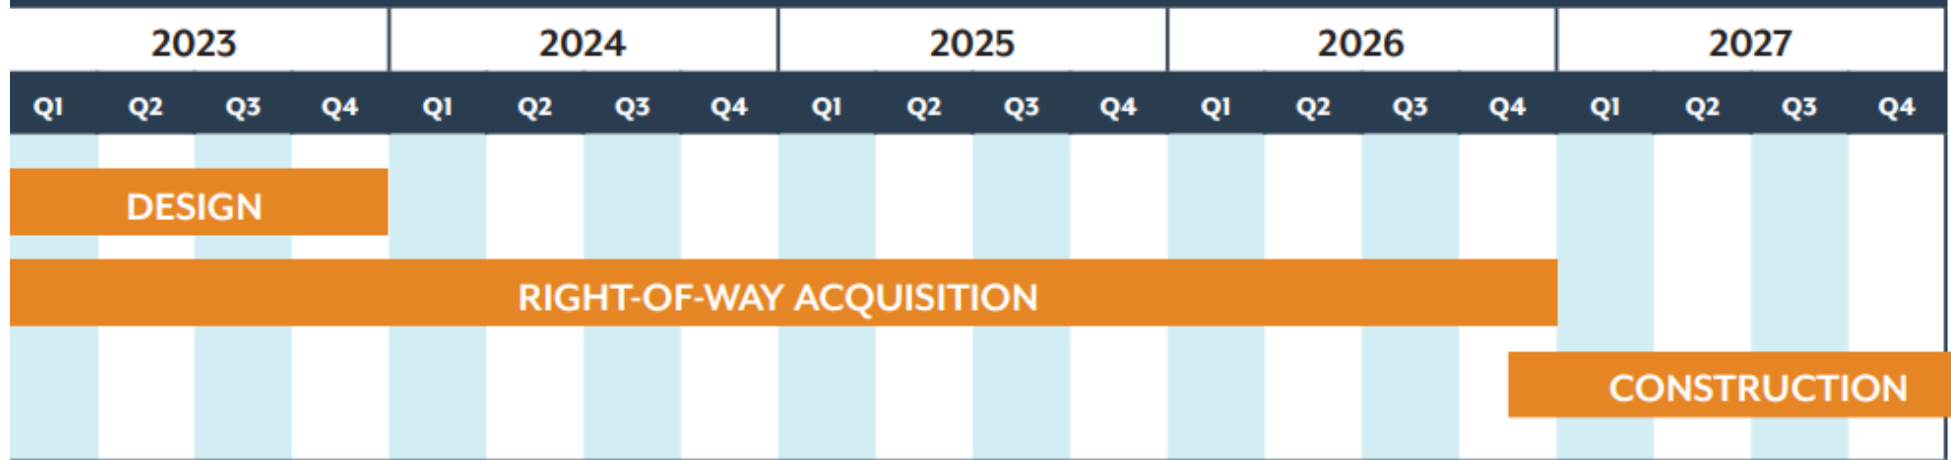 2023 2024 2025 2026 2027
Q1 Q2 Q3 Q4 Q1 Q2 Q3 Q4 Q1 Q2 Q3 Q4 Q1 Q2 Q3 Q4 Q1 Q2 Q3 Q4
DESIGN
RIGHT-OF-WAY ACQUISITION
CONSTRUCTION